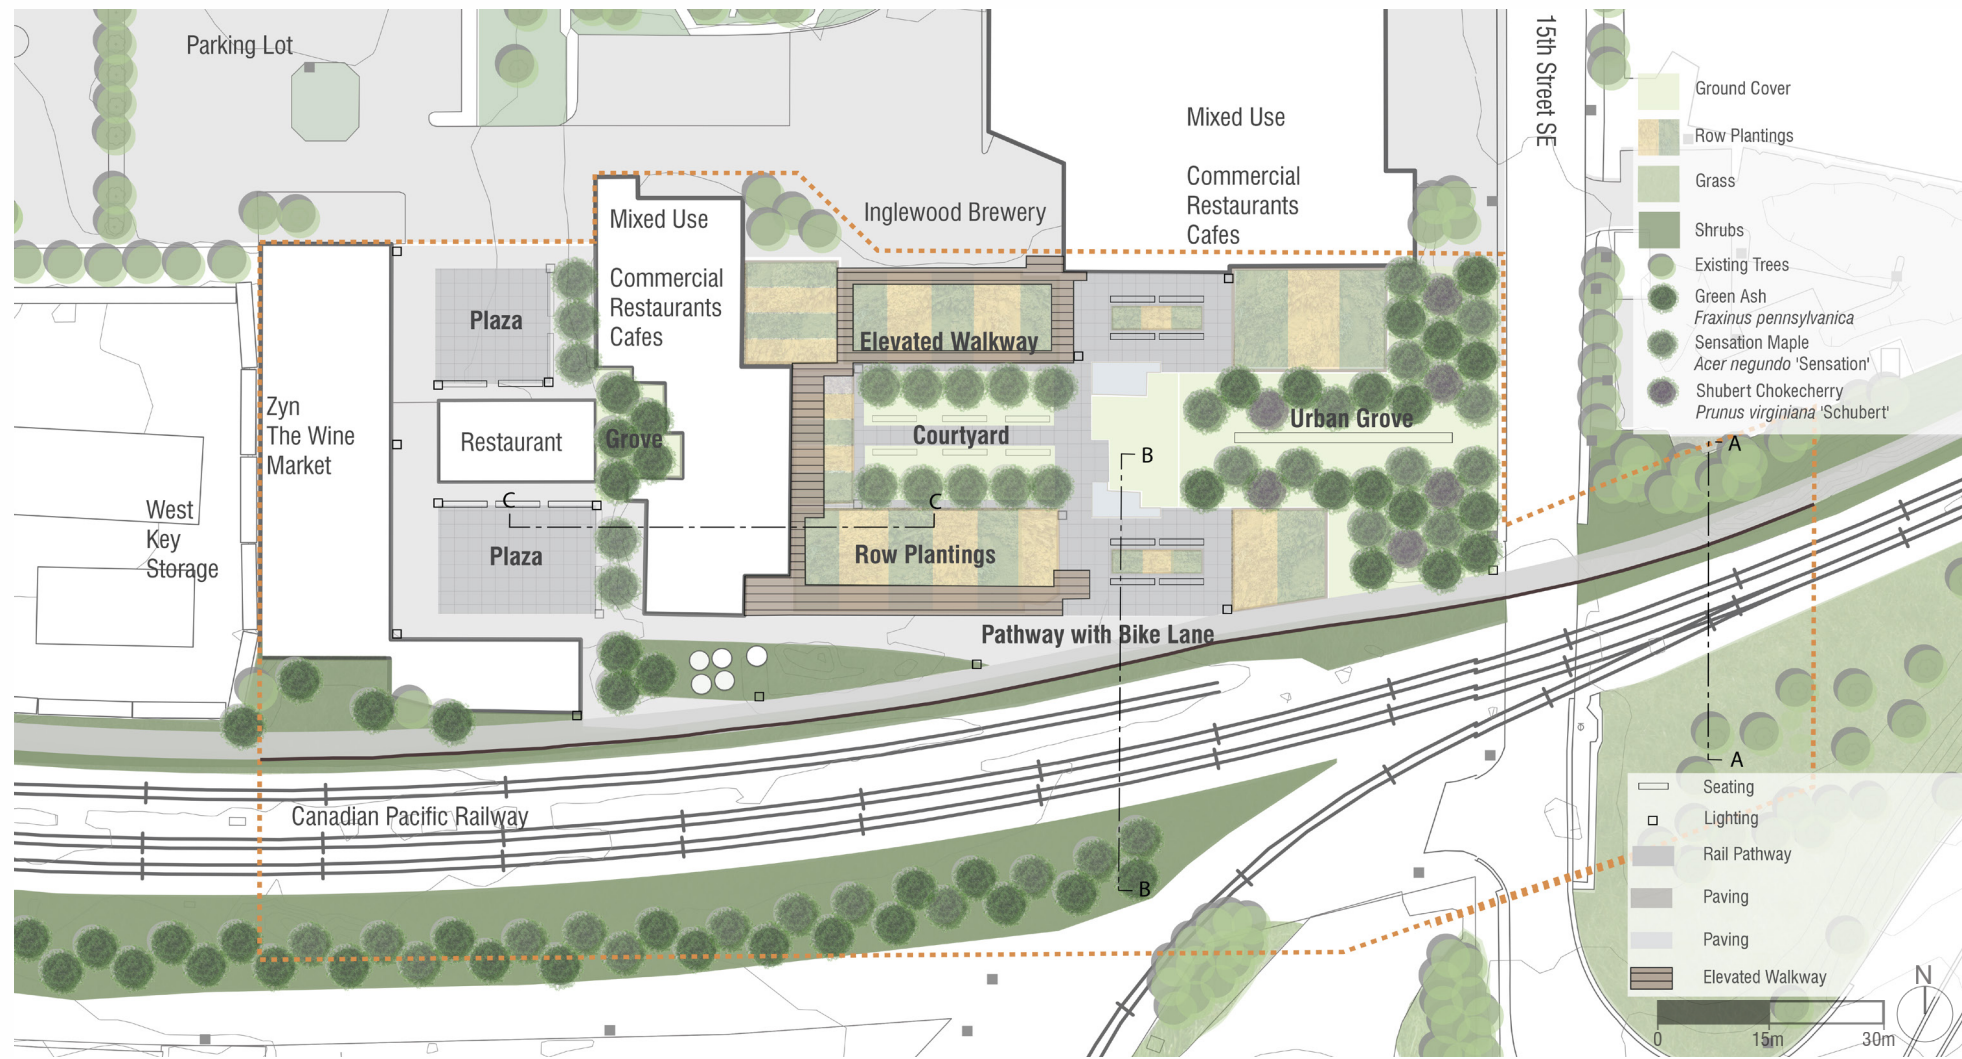 Parking Lot
15th Street SE
Mixed Use
Commercial
Restaurants
Cafes
Inglewood Brewery
Mixed Use
Commercial
Restaurants
Cafes
Plaza
Elevated Walkway
Zyn
The Wine
Market
Restaurant
Grove
Courtyard
Urban Grove
A
B
C
C
West
Key
Storage
Plaza
Row Plantings
Pathway with Bike Lane
Canadian Pacific Railway
A
B
Ground Cover
Row Plantings
Grass
Shrubs
Existing Trees
Green Ash
Fraxinus pennsylvanica
Sensation Maple
Acer negundo 'Sensation'
Shubert Chokecherry
Prunus virginiana 'Schubert'
Seating
Lighting
Rail Pathway
Paving
Paving
Elevated Walkway
N
0 15m 30m